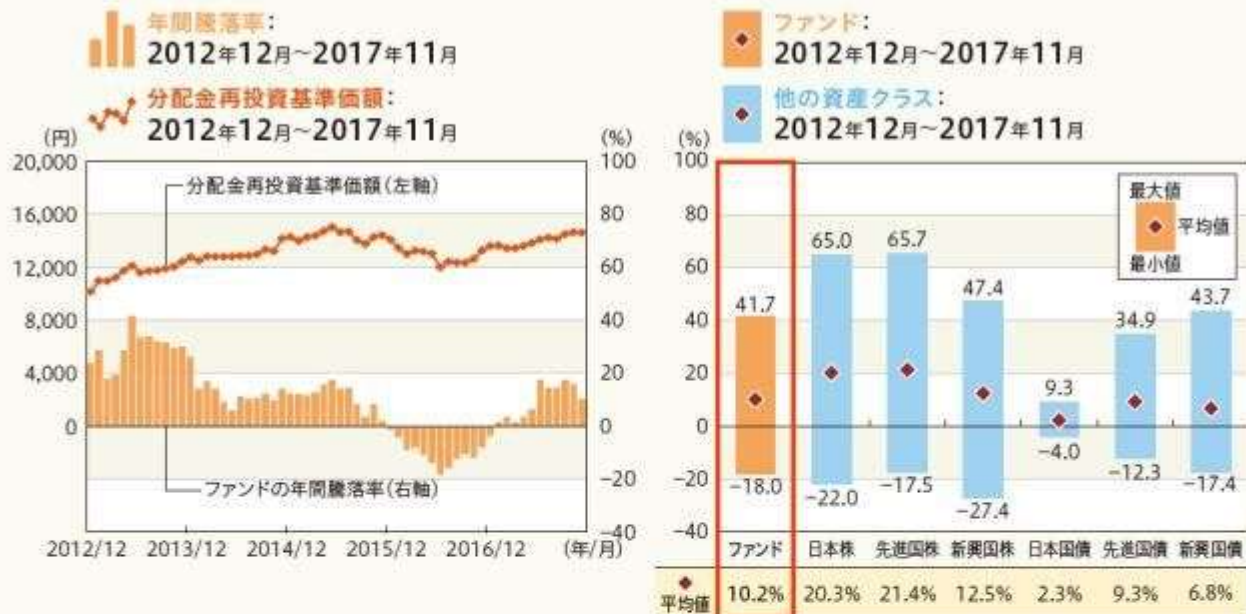 年間騰落率:
2012年12月~2017年11月
分配金再投資基準価額:
2012年12月~2017年11月
(円)
(%)
20,000
16,000
12,000
8,000
4,000
0
100
80
60
40
20
0
−20
−40
分配金再投資基準価額(左軸)
ファンドの年間騰落率(右軸)
2012/12 2013/12 2014/12 2015/12 2016/12 (年/月)
ファンド:
2012年12月~2017年11月
他の資産クラス:
2012年12月~2017年11月
(%)
100
80
60
40
20
0
−20
−40
最大値
平均値
最小値
41.7 65.0 65.7 47.4 9.3 34.9 43.7
−18.0 −22.0 −17.5 −27.4 −4.0 −12.3 −17.4
ファンド 日本株 先進国株 新興国株 日本国債 先進国債 新興国債
平均値 10.2% 20.3% 21.4% 12.5% 2.3% 9.3% 6.8%